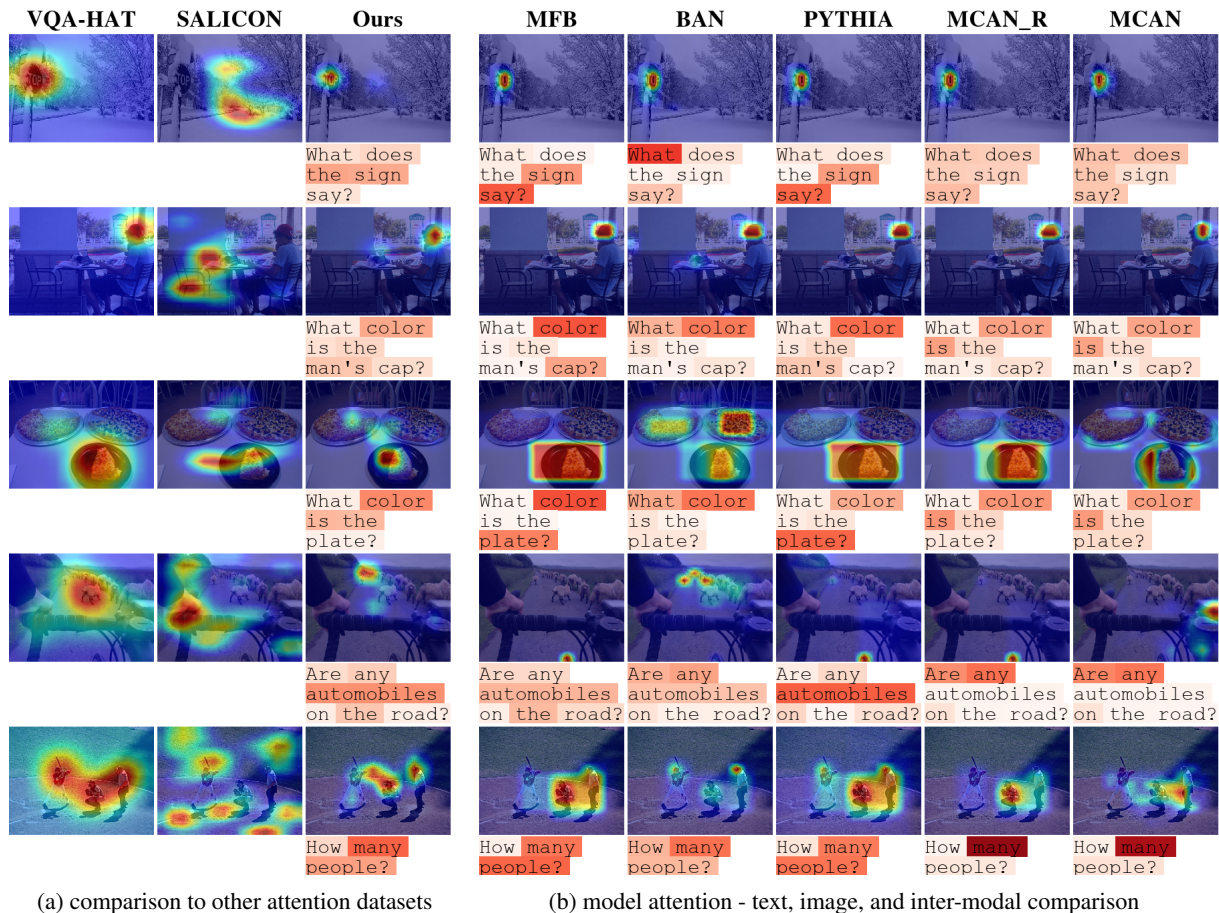 VQA-HAT SALICON Ours MFB BAN PYTHIA MCAN_R MCAN
STOP STOP STOP STOP STOP STOP STOP STOP
What does What does What does What does What does What does
the sign the sign the sign the sign the sign the sign
say? say? say? say? say? say?
What color What color What color What color What color What color
is the is the is the is the is the is the
man's cap? man's cap? man's cap? man's cap? man's cap? man's cap?
What color What color What color What color What color What color
is the is the is the is the is the is the
plate? plate? plate? plate? plate? plate?
Are any Are any Are any Are any Are any Are any
automobiles automobiles automobiles automobiles automobiles automobiles
on the road? on the road? on the road? on the road? on the road? on the road?
How many How many How many How many How many How many
people? people? people? people? people? people?
(a) comparison to other attention datasets (b) model attention - text, image, and inter-modal comparison